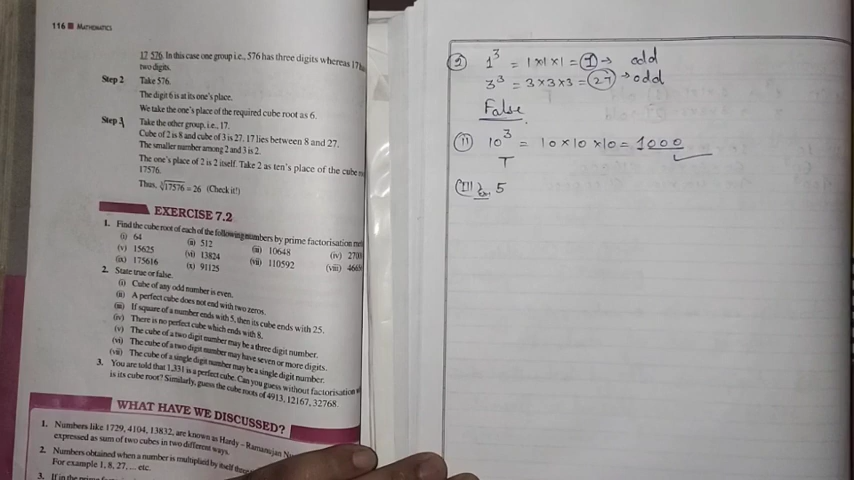 116 ■ MATHEMATICS
17 576. In this case one group i.e., 576 has three digits whereas 17 has
two digits.
Step 2 Take 576.
The digit 6 is at its one's place.
We take the one's place of the required cube root as 6.
Step 3 Take the other group, i.e., 17.
Cube of 2 is 8 and cube of 3 is 27. 17 lies between 8 and 27.
The smaller number among 2 and 3 is 2.
The one's place of 2 is 2 itself. Take 2 as ten's place of the cube
17576.
Thus, ∛17576 = 26 (Check it!)
EXERCISE 7.2
1. Find the cube root of each of the following numbers by prime factorisation
(i) 64 (ii) 512 (iii) 10648 (iv) 2700
(v) 15625 (vi) 13824 (vii) 110592 (viii) 4665
(ix) 175616 (x) 91125
2. State true or false.
(i) Cube of any odd number is even.
(ii) A perfect cube does not end with two zeros.
(iii) If square of a number ends with 5, then its cube ends with 25.
(iv) There is no perfect cube which ends with 8.
(v) The cube of a two digit number may be a three digit number.
(vi) The cube of a two digit number may have seven or more digits.
(vii) The cube of a single digit number may be a single digit number.
3. You are told that 1,331 is a perfect cube. Can you guess without factorisation
is its cube root? Similarly, guess the cube roots of 4913, 12167, 32768.
WHAT HAVE WE DISCUSSED?
1. Numbers like 1729, 4104, 13832, are known as Hardy – Ramanujan
expressed as sum of two cubes in two different ways.
2. Numbers obtained when a number is multiplied by itself three
For example 1, 8, 27, ... etc.
3. If in the prime
1³ = 1×1×1 = 1 → odd
3³ = 3×3×3 = 27 → odd
False
(II) 10³ = 10×10×10 = 1000
T
(III) 5